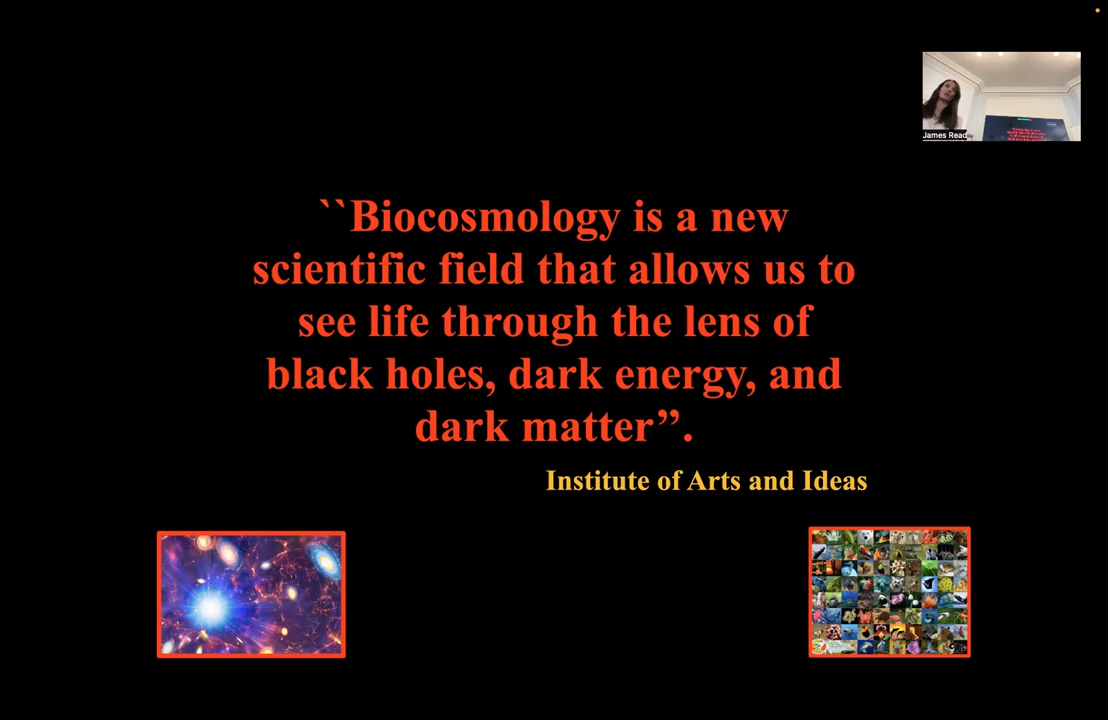 James Read
``Biocosmology is a new
scientific field that allows us to
see life through the lens of
black holes, dark energy, and
dark matter”.
Institute of Arts and Ideas